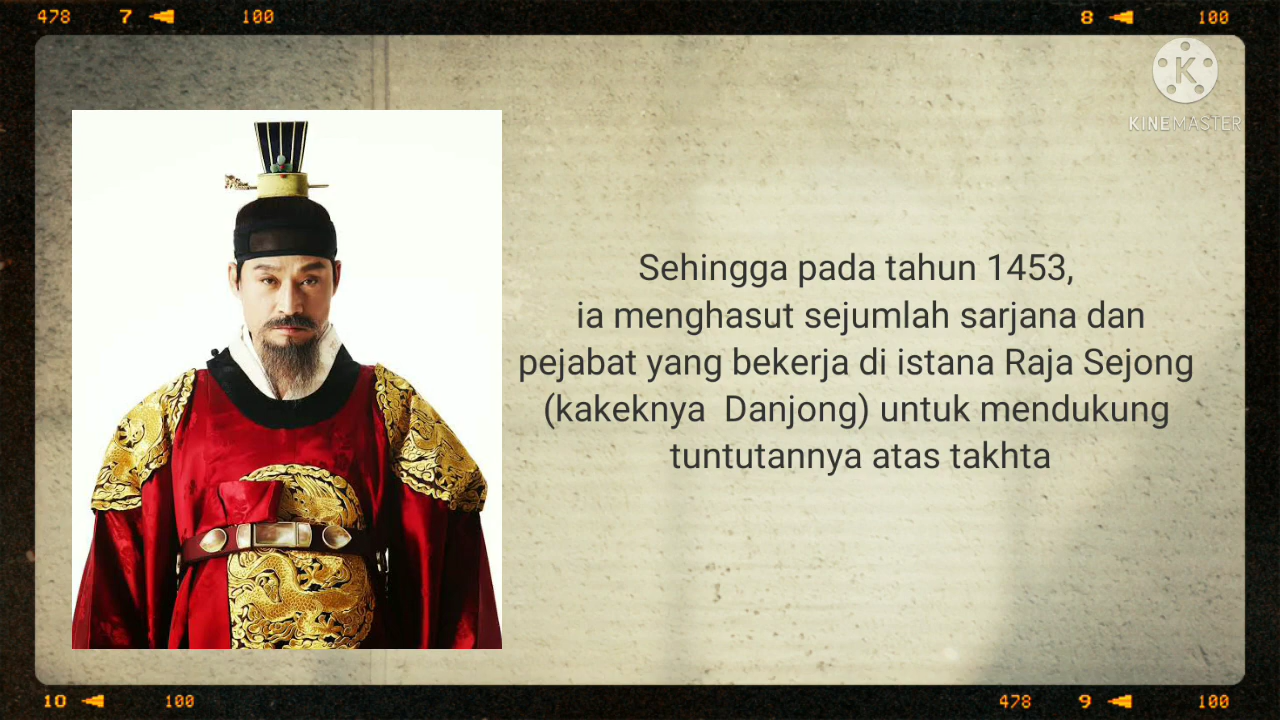 478 7 100 8 100
KINEMASTER
Sehingga pada tahun 1453,
ia menghasut sejumlah sarjana dan
pejabat yang bekerja di istana Raja Sejong
(kakeknya  Danjong) untuk mendukung
tuntutannya atas takhta
10 100 478 9 100